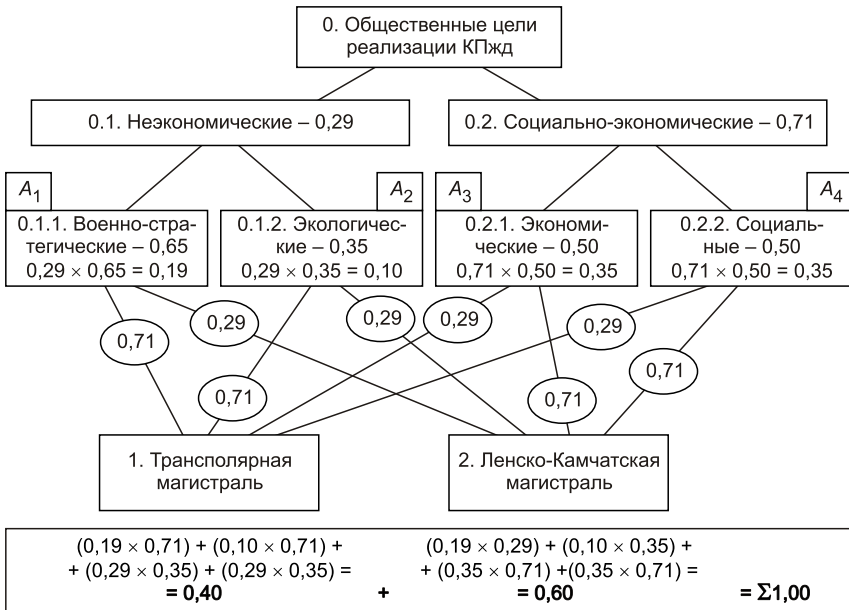 0. Общественные цели
реализации КПжд
0.1. Неэкономические – 0,29
0.2. Социально-экономические – 0,71
A1
A2
A3
A4
0.1.1. Военно-стра-
тегические – 0,65
0,29 × 0,65 = 0,19
0.1.2. Экологичес-
кие – 0,35
0,29 × 0,35 = 0,10
0.2.1. Экономи-
ческие – 0,50
0,71 × 0,50 = 0,35
0.2.2. Социаль-
ные – 0,50
0,71 × 0,50 = 0,35
0,71
0,29
0,71
0,29
0,29
0,71
0,29
0,71
1. Трансполярная
магистраль
2. Ленско-Камчатская
магистраль
(0,19 × 0,71) + (0,10 × 0,71) +
+ (0,29 × 0,35) + (0,29 × 0,35) =
= 0,40
+
(0,19 × 0,29) + (0,10 × 0,35) +
+ (0,35 × 0,71) +(0,35 × 0,71) =
= 0,60
= Σ1,00